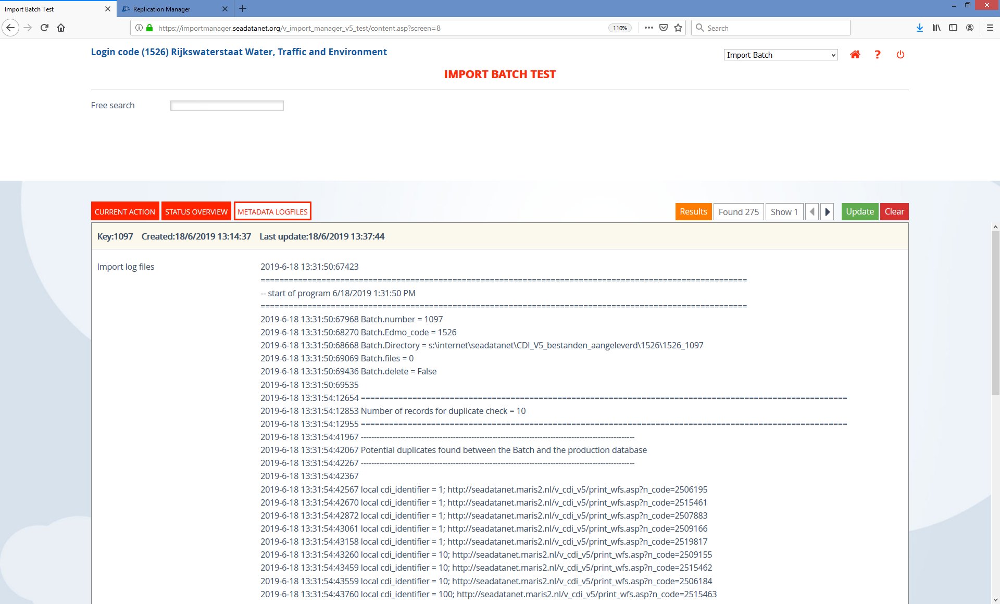 Import Batch Test
Replication Manager
https://importmanager.seadatanet.org/v_import_manager_v5_test/content.asp?screen=8
110%
Search
Login code (1526) Rijkswaterstaat Water, Traffic and Environment
Import Batch
?
IMPORT BATCH TEST
Free search
CURRENT ACTION
STATUS OVERVIEW
METADATA LOGFILES
Results
Found 275
Show 1
Update
Clear
Key:1097 Created:18/6/2019 13:14:37 Last update:18/6/2019 13:37:44
Import log files
2019-6-18 13:31:50:67423
========================================================================================================
-- start of program 6/18/2019 1:31:50 PM
========================================================================================================
2019-6-18 13:31:50:67968 Batch.number = 1097
2019-6-18 13:31:50:68270 Batch.Edmo_code = 1526
2019-6-18 13:31:50:68668 Batch.Directory = s:\internet\seadatanet\CDI_V5_bestanden_aangeleverd\1526\1526_1097
2019-6-18 13:31:50:69069 Batch.files = 0
2019-6-18 13:31:50:69436 Batch.delete = False
2019-6-18 13:31:50:69535
2019-6-18 13:31:54:12654 ========================================================================================================
2019-6-18 13:31:54:12853 Number of records for duplicate check = 10
2019-6-18 13:31:54:12955 ========================================================================================================
2019-6-18 13:31:54:41967 --------------------------------------------------------------------------------------------------------
2019-6-18 13:31:54:42067 Potential duplicates found between the Batch and the production database
2019-6-18 13:31:54:42267 --------------------------------------------------------------------------------------------------------
2019-6-18 13:31:54:42367
2019-6-18 13:31:54:42567 local cdi_identifier = 1; http://seadatanet.maris2.nl/v_cdi_v5/print_wfs.asp?n_code=2506195
2019-6-18 13:31:54:42670 local cdi_identifier = 1; http://seadatanet.maris2.nl/v_cdi_v5/print_wfs.asp?n_code=2515461
2019-6-18 13:31:54:42872 local cdi_identifier = 1; http://seadatanet.maris2.nl/v_cdi_v5/print_wfs.asp?n_code=2507883
2019-6-18 13:31:54:43061 local cdi_identifier = 1; http://seadatanet.maris2.nl/v_cdi_v5/print_wfs.asp?n_code=2509166
2019-6-18 13:31:54:43158 local cdi_identifier = 1; http://seadatanet.maris2.nl/v_cdi_v5/print_wfs.asp?n_code=2519817
2019-6-18 13:31:54:43260 local cdi_identifier = 10; http://seadatanet.maris2.nl/v_cdi_v5/print_wfs.asp?n_code=2509155
2019-6-18 13:31:54:43459 local cdi_identifier = 10; http://seadatanet.maris2.nl/v_cdi_v5/print_wfs.asp?n_code=2515462
2019-6-18 13:31:54:43559 local cdi_identifier = 10; http://seadatanet.maris2.nl/v_cdi_v5/print_wfs.asp?n_code=2506184
2019-6-18 13:31:54:43760 local cdi_identifier = 100; http://seadatanet.maris2.nl/v_cdi_v5/print_wfs.asp?n_code=2515463